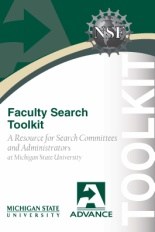 NSF
Faculty Search
Toolkit
A Resource for Search Committees
and Administrators
at Michigan State University
TOOLKIT
MICHIGAN STATE
UNIVERSITY
ADVANCE